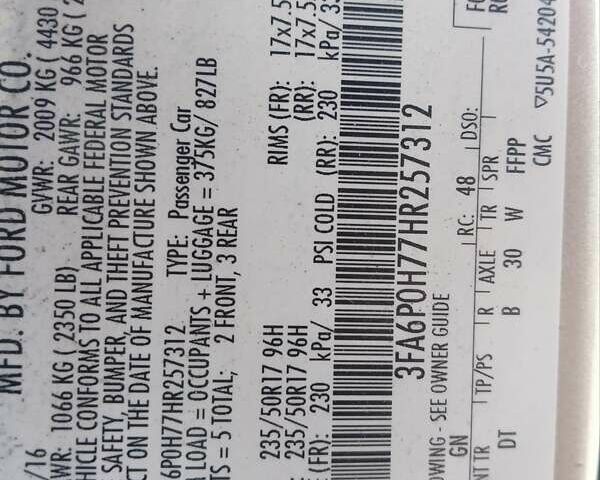 MFD. BY FORD MOTOR CO.
/16 GVWR: 2009 KG ( 4430
WR: 1066 KG ( 2350 LB) REAR GAWR: 966 KG ( 2
HICLE CONFORMS TO ALL APPLICABLE FEDERAL MOTOR
SAFETY, BUMPER, AND THEFT PREVENTION STANDARDS
CT ON THE DATE OF MANUFACTURE SHOWN ABOVE.
6P0H77HR257312 TYPE: Passenger Car
LOAD = OCCUPANTS + LUGGAGE = 375KG/ 827LB
TS = 5 TOTAL; 2 FRONT, 3 REAR
235/50R17 96H RIMS (FR): 17x7.5
235/50R17 96H (RR): 17x7.5
E (FR): 230 kPa/ 33 PSI COLD (RR): 230 kPa/ 33
3FA6P0H77HR257312
OWING - SEE OWNER GUIDE
GN RC: 48 DSO:
NT TR TP/PS R AXLE TR SPR
DT B 30 W FFPP
CMC ▽5U5A-54204